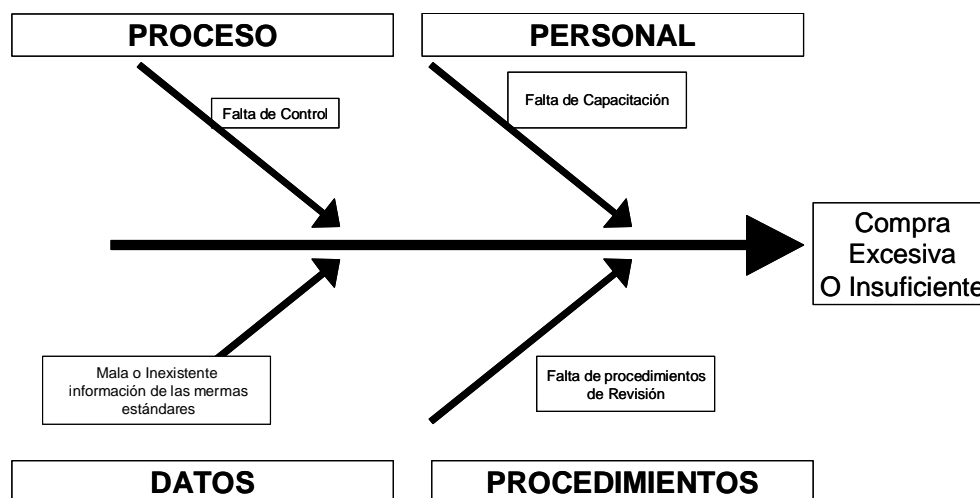 PROCESO
PERSONAL
Falta de Control
Falta de Capacitación
Compra
Excesiva
O Insuficiente
Mala o Inexistente
información de las mermas
estándares
Falta de procedimientos
de Revisión
DATOS
PROCEDIMIENTOS